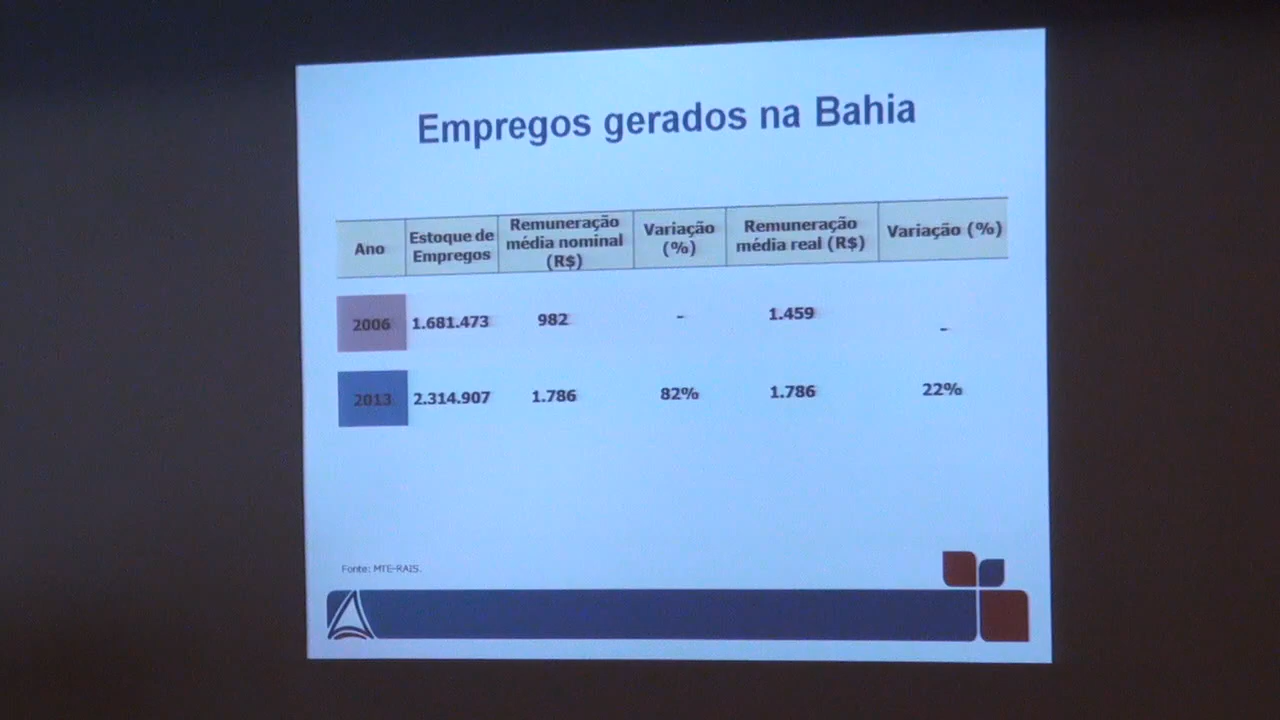 Empregos gerados na Bahia
Ano
Estoque de
Empregos
Remuneração
média nominal
(R$)
Variação
(%)
Remuneração
média real (R$)
Variação (%)
2006 1.681.473 982 - 1.459 -
2013 2.314.907 1.786 82% 1.786 22%
Fonte: MTE-RAIS.